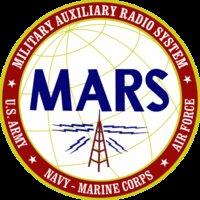 MILITARY AUXILIARY RADIO SYSTEM
MARS
U.S. ARMY
NAVY - MARINE CORPS
AIR FORCE